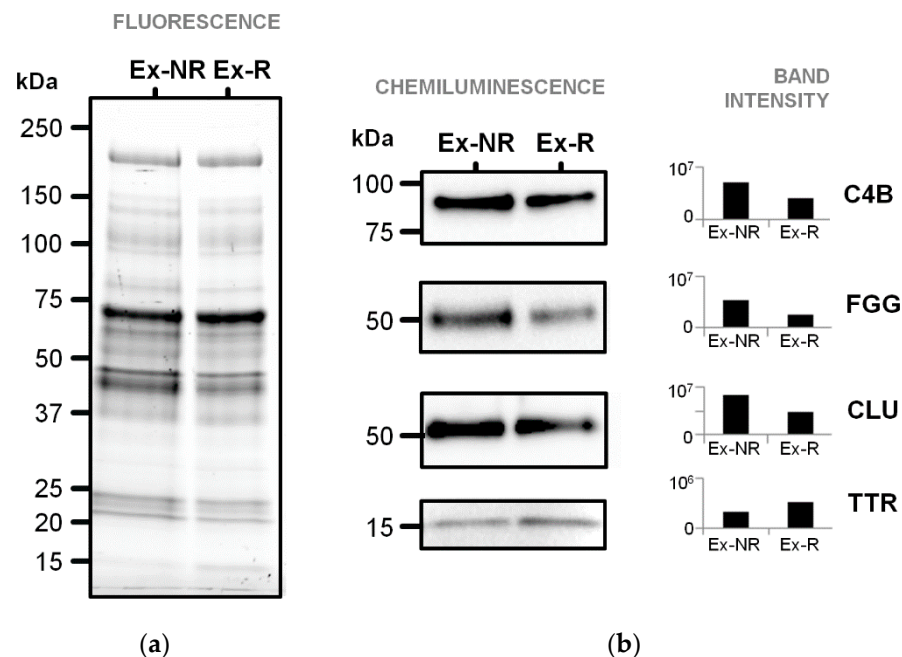 FLUORESCENCE
kDa
Ex-NR Ex-R
250
150
100
75
50
37
25
20
15
(a)
CHEMILUMINESCENCE
BAND
INTENSITY
kDa
Ex-NR Ex-R
100
75
10⁷
0
Ex-NR Ex-R
C4B
50
10⁷
0
Ex-NR Ex-R
FGG
50
10⁷
0
Ex-NR Ex-R
CLU
15
10⁶
0
Ex-NR Ex-R
TTR
(b)